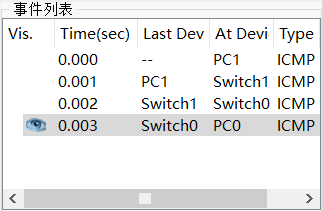 事件列表
Vis. Time(sec) Last Dev At Devi Type
0.000 -- PC1 ICMP
0.001 PC1 Switch1 ICMP
0.002 Switch1 Switch0 ICMP
0.003 Switch0 PC0 ICMP